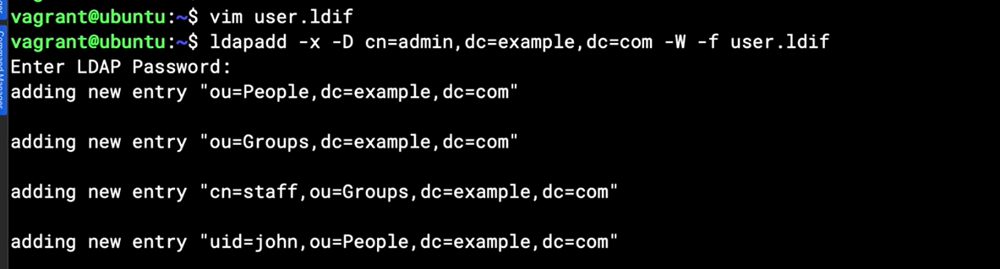 vagrant@ubuntu:~$ vim user.ldif
vagrant@ubuntu:~$ ldapadd -x -D cn=admin,dc=example,dc=com -W -f user.ldif
Enter LDAP Password:
adding new entry "ou=People,dc=example,dc=com"
adding new entry "ou=Groups,dc=example,dc=com"
adding new entry "cn=staff,ou=Groups,dc=example,dc=com"
adding new entry "uid=john,ou=People,dc=example,dc=com"
Command Manager